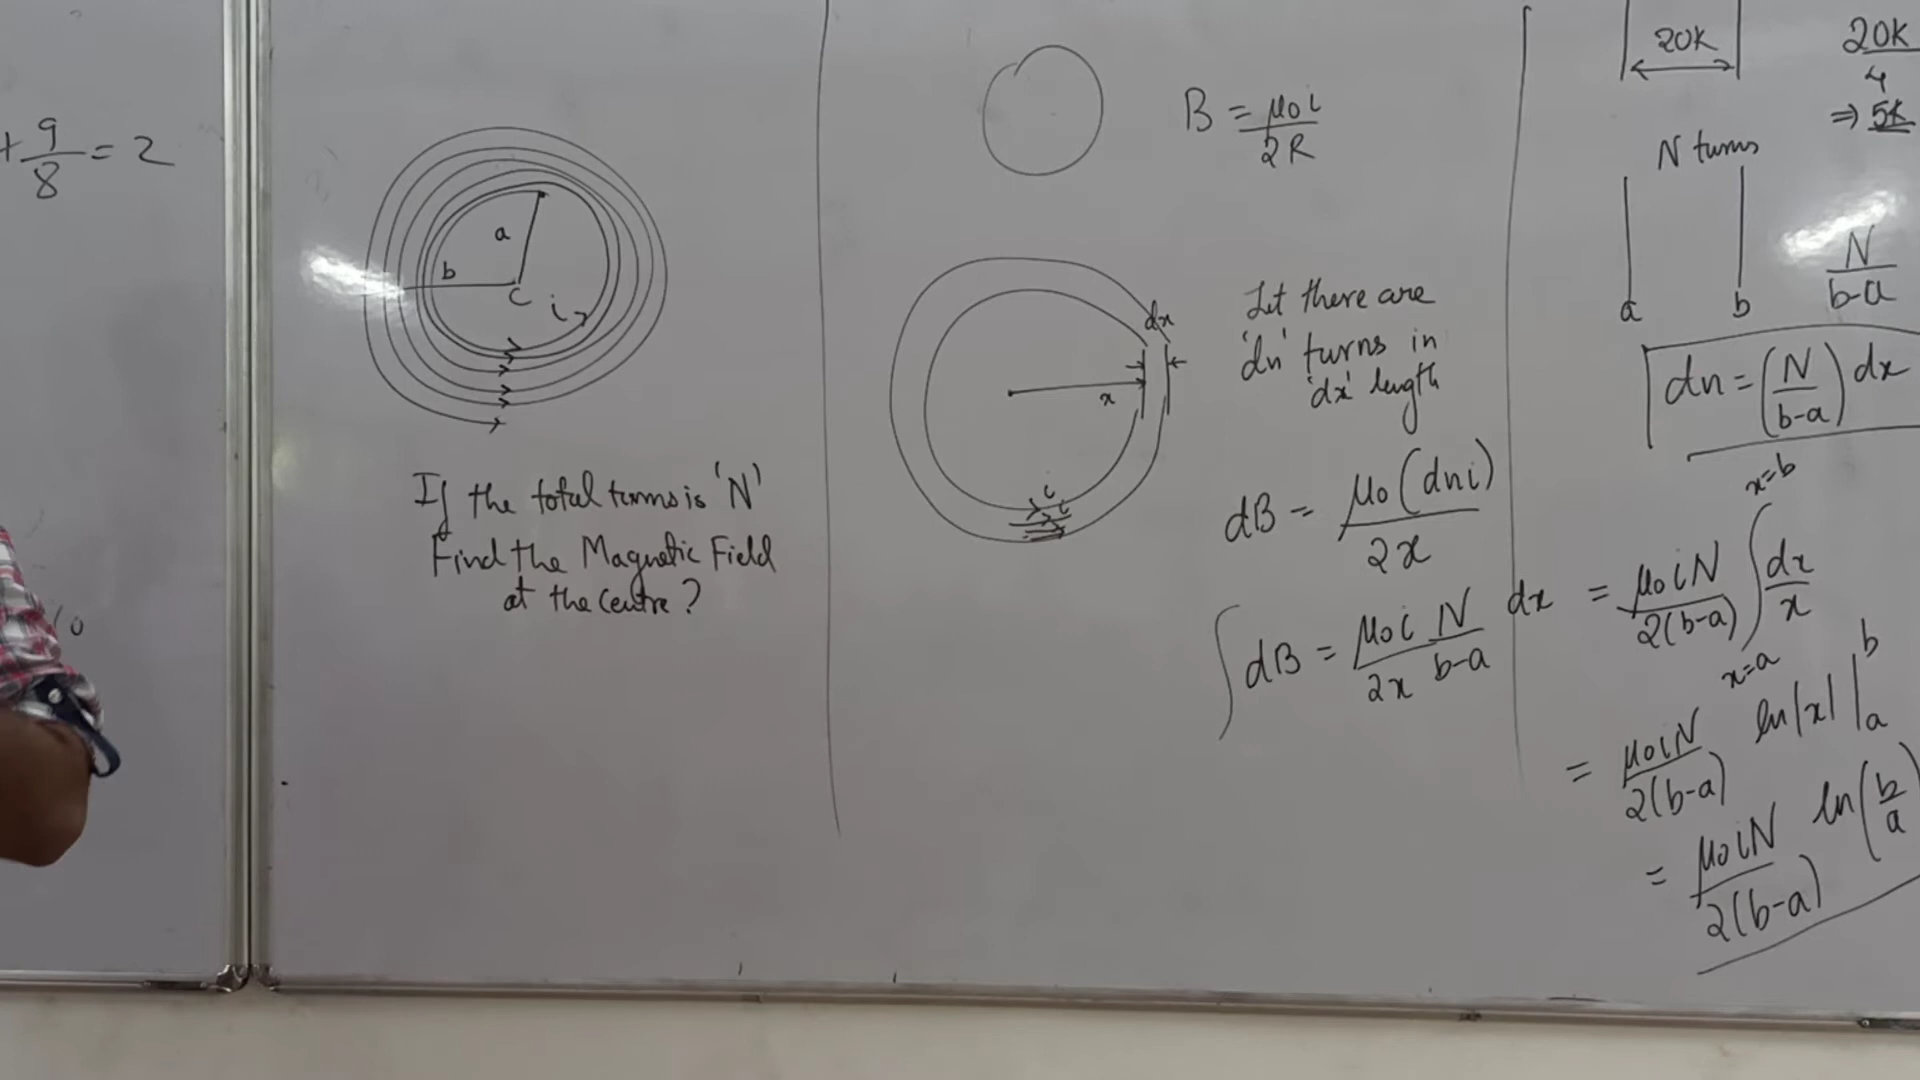 + 9/8 = 2
a
b
C
i
If the total turns is 'N'
Find the Magnetic Field
at the Centre?
B = μ₀i/2R
dx
x
i
i
Let there are
'dn' turns in
'dx' length
dB = μ₀(dni)/2x
∫dB = μ₀i/2x N/b-a dx = μ₀iN/2(b-a) ∫ₓ₌ₐˣ⁼ᵇ dx/x
= μ₀iN/2(b-a) ln|x| |ₐᵇ
= μ₀iN/2(b-a) ln(b/a)
20K
20K/4
⇒ 5K
N turns
a b
N/b-a
dn = (N/b-a) dx